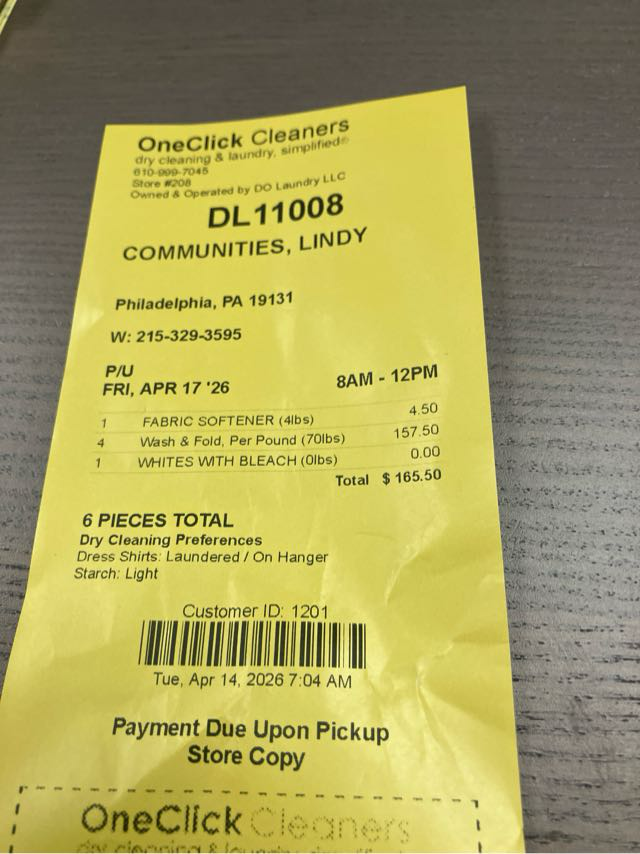 OneClick Cleaners
dry cleaning & laundry, simplified®
610-999-7045
Store #208
Owned & Operated by DO Laundry LLC
DL11008
COMMUNITIES, LINDY
Philadelphia, PA 19131
W: 215-329-3595
P/U
FRI, APR 17 '26 8AM - 12PM
1 FABRIC SOFTENER (4lbs) 4.50
4 Wash & Fold, Per Pound (70lbs) 157.50
1 WHITES WITH BLEACH (0lbs) 0.00
Total $ 165.50
6 PIECES TOTAL
Dry Cleaning Preferences
Dress Shirts: Laundered / On Hanger
Starch: Light
Customer ID: 1201
Tue, Apr 14, 2026 7:04 AM
Payment Due Upon Pickup
Store Copy
OneClick Cleaners
dry cleaning &